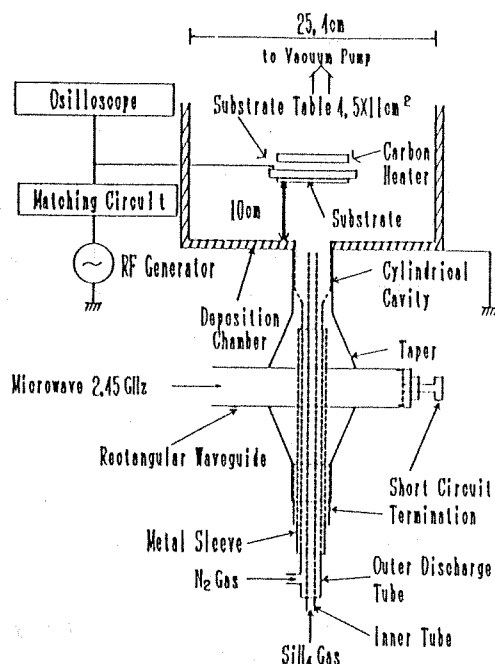 25,4cm
to Vacuum Pump
Osilloscope
Substrate Table 4,5X11cm²
Carbon
Heater
Matching Circuit
10cm
Substrate
RF Generator
Cylindrical
Cavity
Deposition
Chamber
Taper
Microwave 2,45 GHz
Rectangular Waveguide
Short Circuit
Termination
Metal Sleeve
N₂ Gas
Outer Discharge
Tube
Inner Tube
SiH₄ Gas